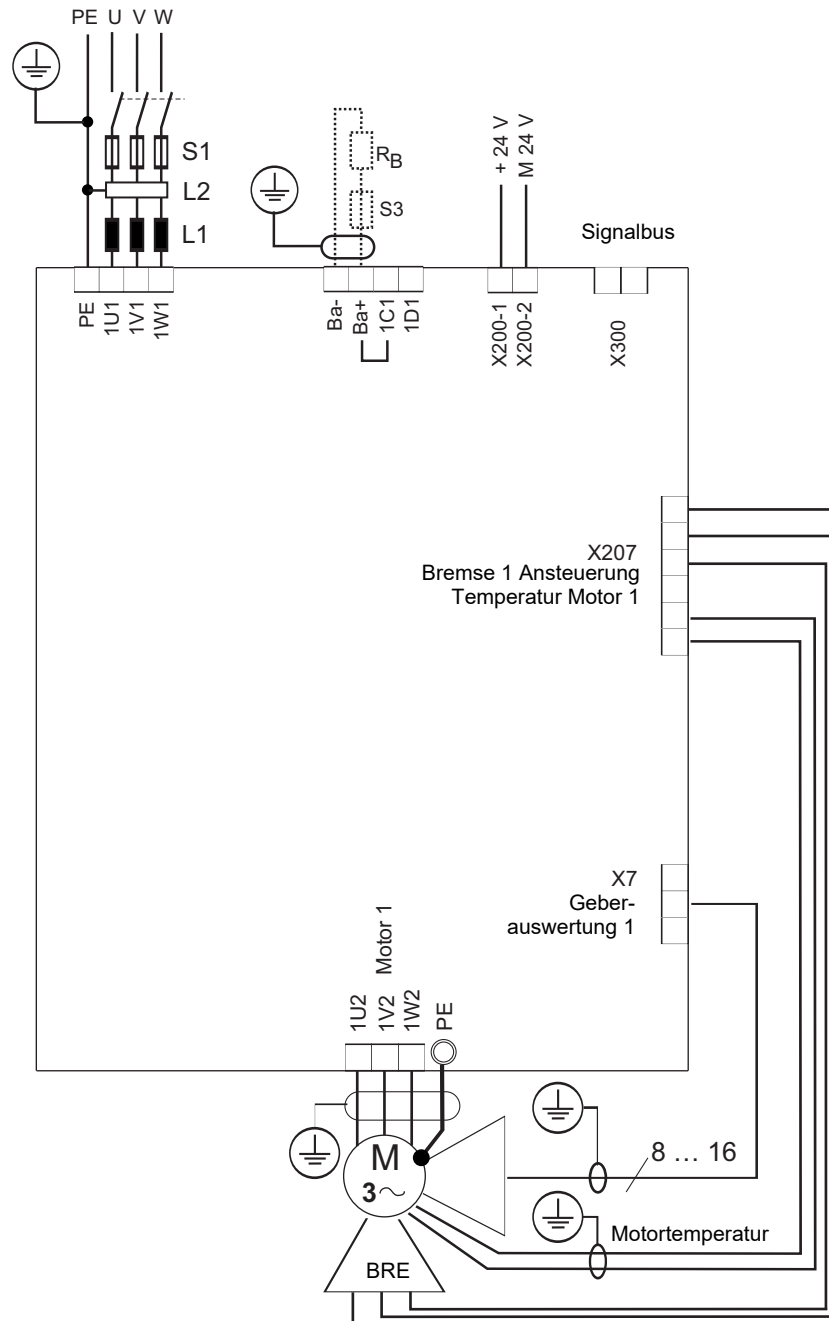 PE U V W
S1
L2
L1
R_B
S3
+ 24 V
M 24 V
Signalbus
PE
1U1
1V1
1W1
Ba-
Ba+
1C1
1D1
X200-1
X200-2
X300
X207
Bremse 1 Ansteuerung
Temperatur Motor 1
X7
Geber-
auswertung 1
Motor 1
1U2
1V2
1W2
PE
M
3～
8 … 16
Motortemperatur
BRE